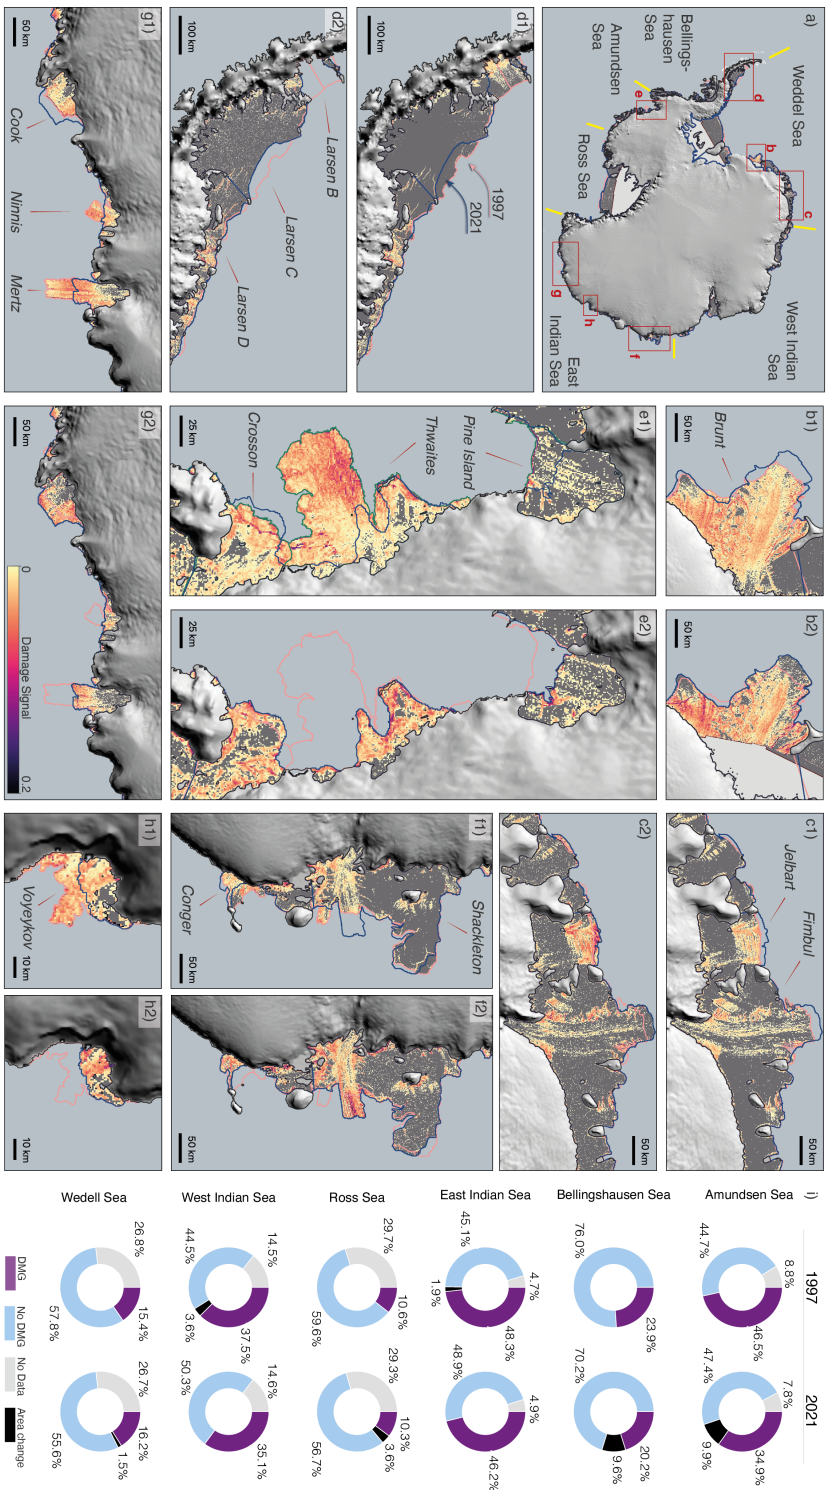 a)
Weddel Sea
Bellings-
hausen
Sea
Amundsen
Sea
Ross Sea
West Indian
Sea
East
Indian Sea
b
c
d
e
f
g
h
b1)
Brunt
50 km
b2)
50 km
c1)
Jelbart
Fimbul
50 km
c2)
50 km
d1)
1997
2021
100 km
d2)
Larsen B
Larsen C
Larsen D
100 km
e1)
Pine Island
Thwaites
Crosson
25 km
e2)
25 km
f1)
Shackleton
Conger
50 km
f2)
50 km
g1)
Cook
Ninnis
Mertz
50 km
g2)
50 km
0
Damage Signal
0.2
h1)
Voyeykov
10 km
h2)
10 km
i)
1997
2021
Amundsen Sea
8.8%
44.7%
46.5%
7.8%
47.4%
34.9%
9.9%
Bellingshausen Sea
76.0%
23.9%
70.2%
20.2%
9.6%
East Indian Sea
4.7%
45.1%
48.3%
1.9%
4.9%
48.9%
46.2%
Ross Sea
29.7%
10.6%
59.6%
29.3%
10.3%
3.6%
56.7%
West Indian Sea
14.5%
44.5%
37.5%
3.6%
14.6%
50.3%
35.1%
Wedell Sea
26.8%
15.4%
57.8%
26.7%
16.2%
1.5%
55.6%
DMG
No DMG
No Data
Area change